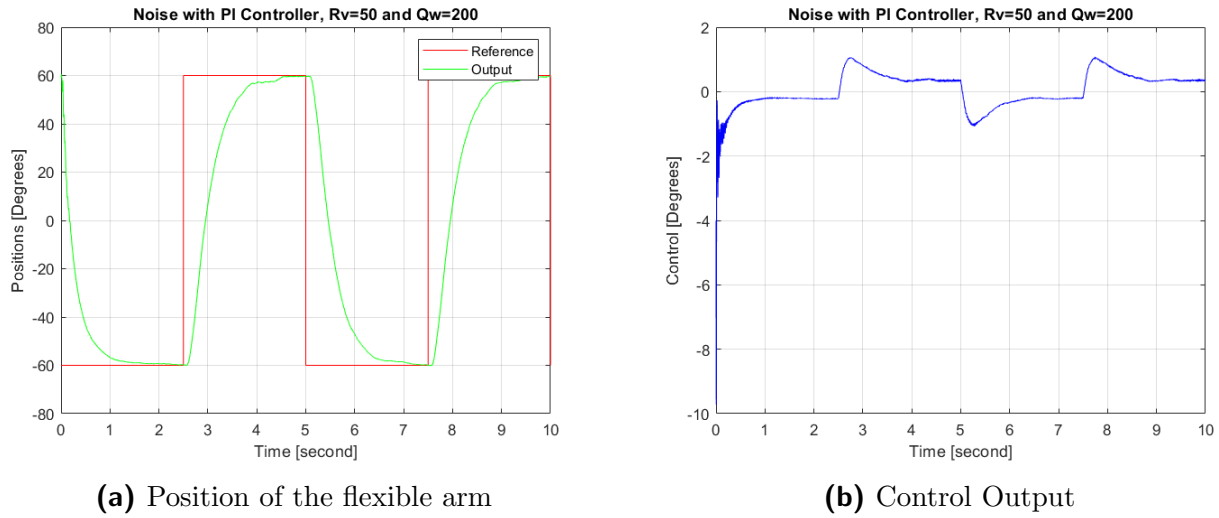 Noise with PI Controller, Rv=50 and Qw=200
80
60
40
20
0
-20
-40
-60
-80
Positions [Degrees]
0 1 2 3 4 5 6 7 8 9 10
Time [second]
Reference
Output
(a) Position of the flexible arm
Noise with PI Controller, Rv=50 and Qw=200
2
0
-2
-4
-6
-8
-10
Control [Degrees]
0 1 2 3 4 5 6 7 8 9 10
Time [second]
(b) Control Output